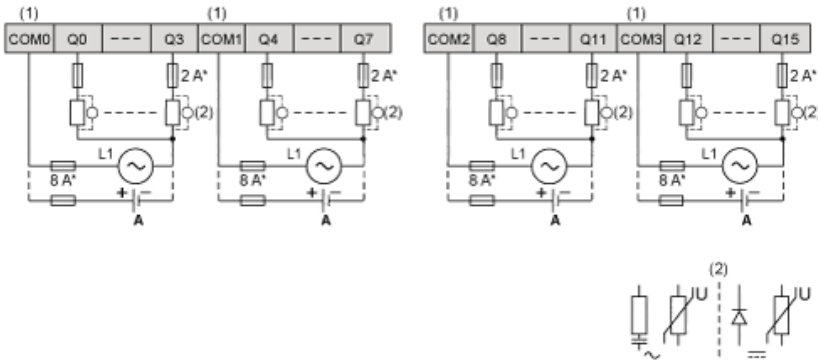 (1) (1) (2) (1)
COM0 Q0 Q3 COM1 Q4 Q7 COM2 Q8 Q11 COM3 Q12 Q15
2 A* 2 A* 2 A* 2 A*
(2) (2) (2) (2)
L1 L1 L1 L1
8 A* 8 A* 8 A* 8 A*
+ − + − + − + −
A A A A
(2)
U U